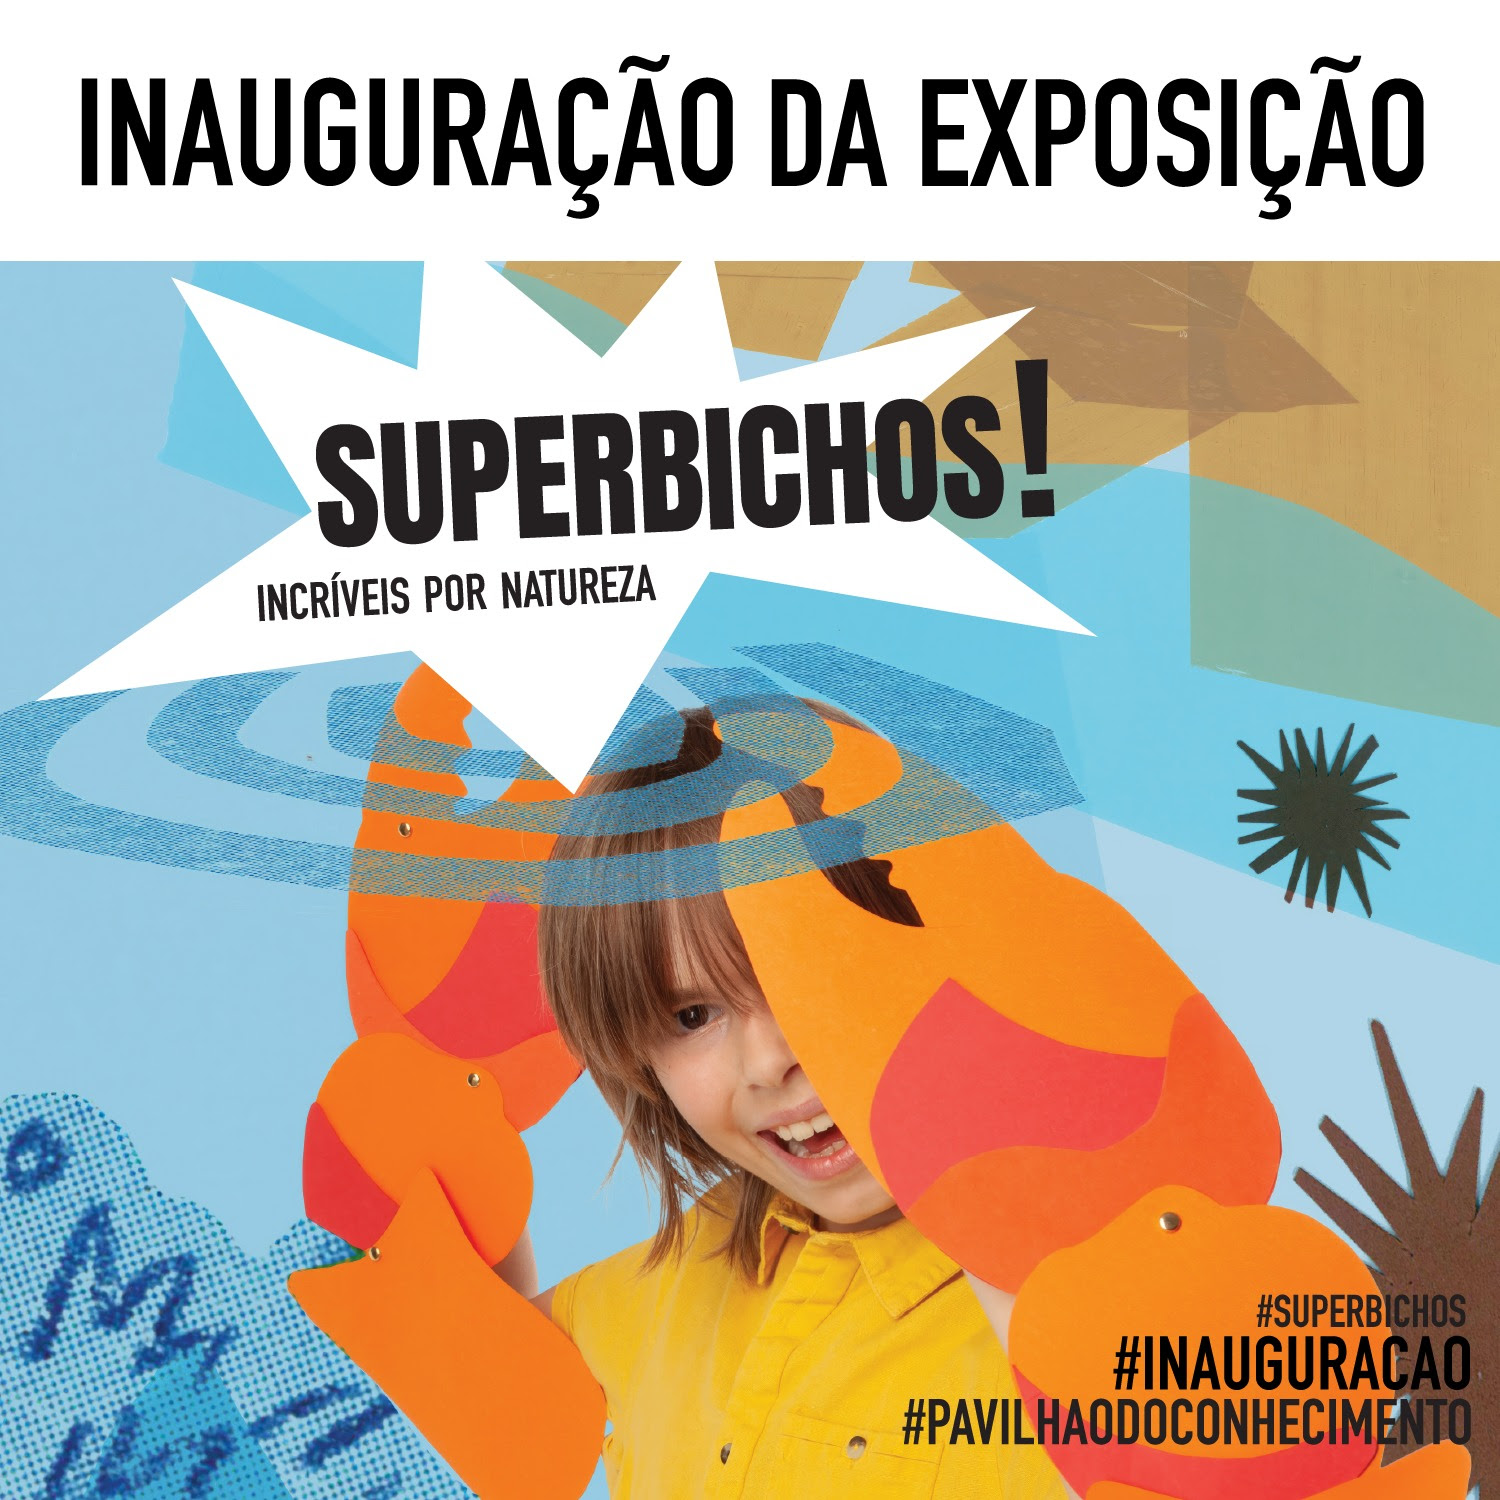 INAUGURAÇÃO DA EXPOSIÇÃO
SUPERBICHOS!
INCRÍVEIS POR NATUREZA
#SUPERBICHOS
#INAUGURACAO
#PAVILHAODOCONHECIMENTO